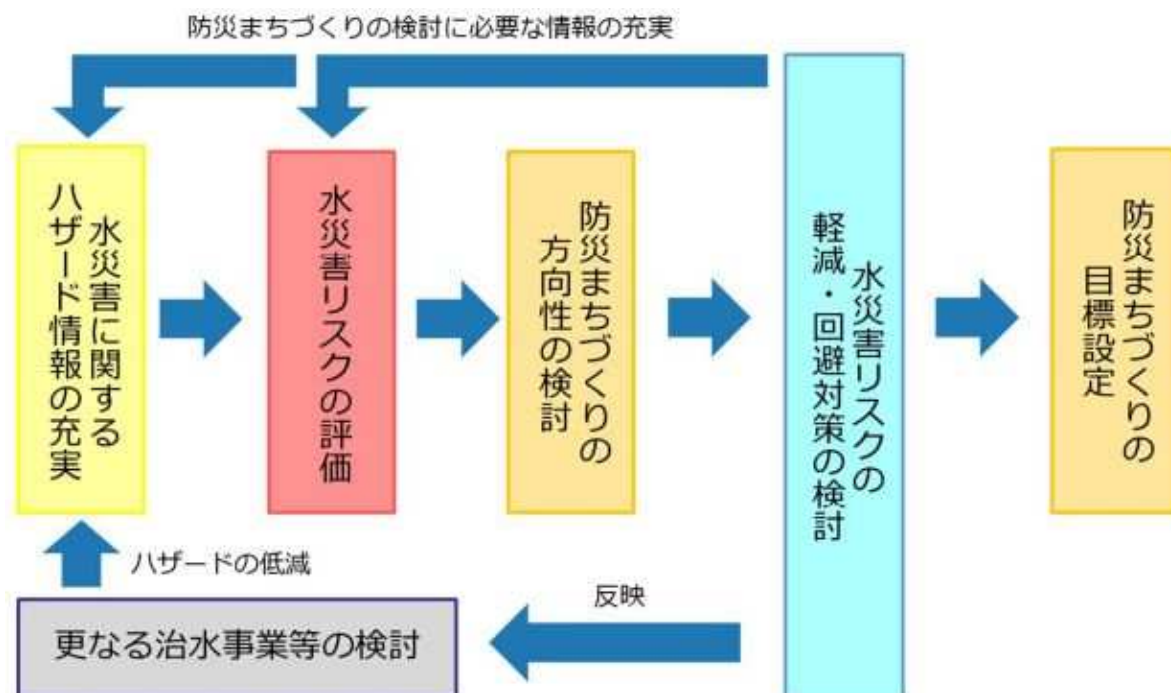 防災まちづくりの検討に必要な情報の充実
水災害に関する
ハザード情報の充実
水災害リスクの評価
防災まちづくりの
方向性の検討
水災害リスクの
軽減・回避対策の検討
防災まちづくりの
目標設定
ハザードの低減
反映
更なる治水事業等の検討